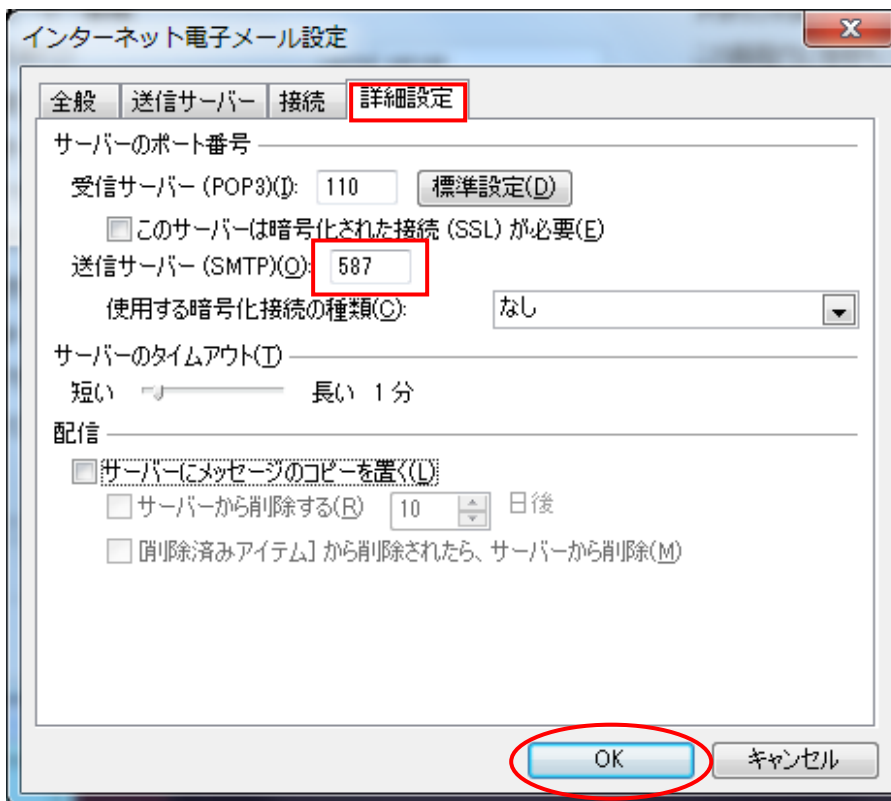 インターネット電子メール設定
全般 送信サーバー 接続 詳細設定
サーバーのポート番号
受信サーバー (POP3)(I): 110 標準設定(D)
このサーバーは暗号化された接続 (SSL) が必要(E)
送信サーバー (SMTP)(O): 587
使用する暗号化接続の種類(C): なし
サーバーのタイムアウト(T)
短い 長い 1 分
配信
サーバーにメッセージのコピーを置く(L)
サーバーから削除する(R) 10 日後
[削除済みアイテム] から削除されたら、サーバーから削除(M)
OK キャンセル